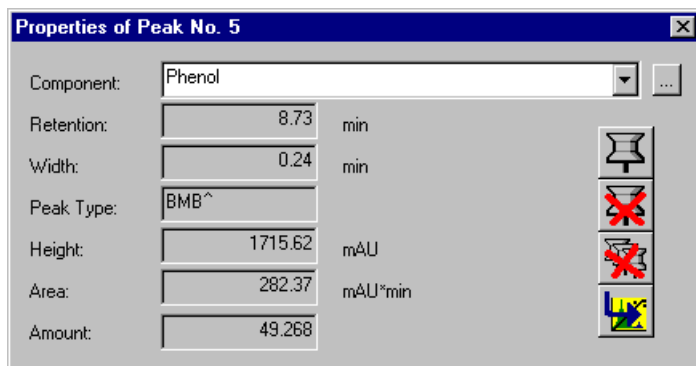 Properties of Peak No. 5
Component: Phenol ...
Retention: 8.73 min
Width: 0.24 min
Peak Type: BMB^
Height: 1715.62 mAU
Area: 282.37 mAU*min
Amount: 49.268